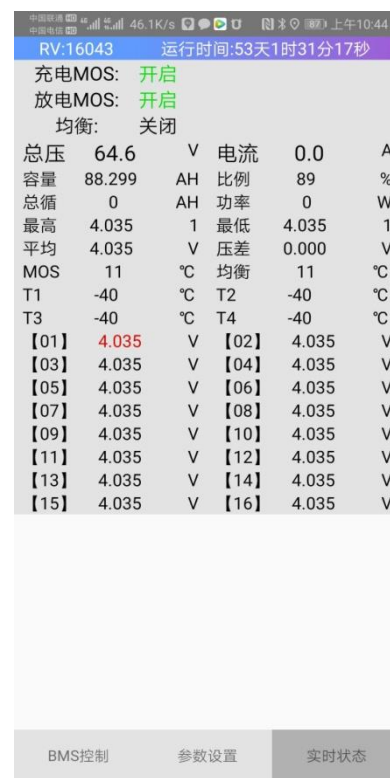 中国联通 HD 46 46.1K/s 87 上午10:44
中国电信 HD
RV:16043 运行时间:53天1时31分17秒
充电MOS: 开启
放电MOS: 开启
均衡: 关闭
总压 64.6 V 电流 0.0 A
容量 88.299 AH 比例 89 %
总循 0 AH 功率 0 W
最高 4.035 1 最低 4.035 1
平均 4.035 V 压差 0.000 V
MOS 11 ℃ 均衡 11 ℃
T1 -40 ℃ T2 -40 ℃
T3 -40 ℃ T4 -40 ℃
【01】 4.035 V 【02】 4.035 V
【03】 4.035 V 【04】 4.035 V
【05】 4.035 V 【06】 4.035 V
【07】 4.035 V 【08】 4.035 V
【09】 4.035 V 【10】 4.035 V
【11】 4.035 V 【12】 4.035 V
【13】 4.035 V 【14】 4.035 V
【15】 4.035 V 【16】 4.035 V
BMS控制 参数设置 实时状态